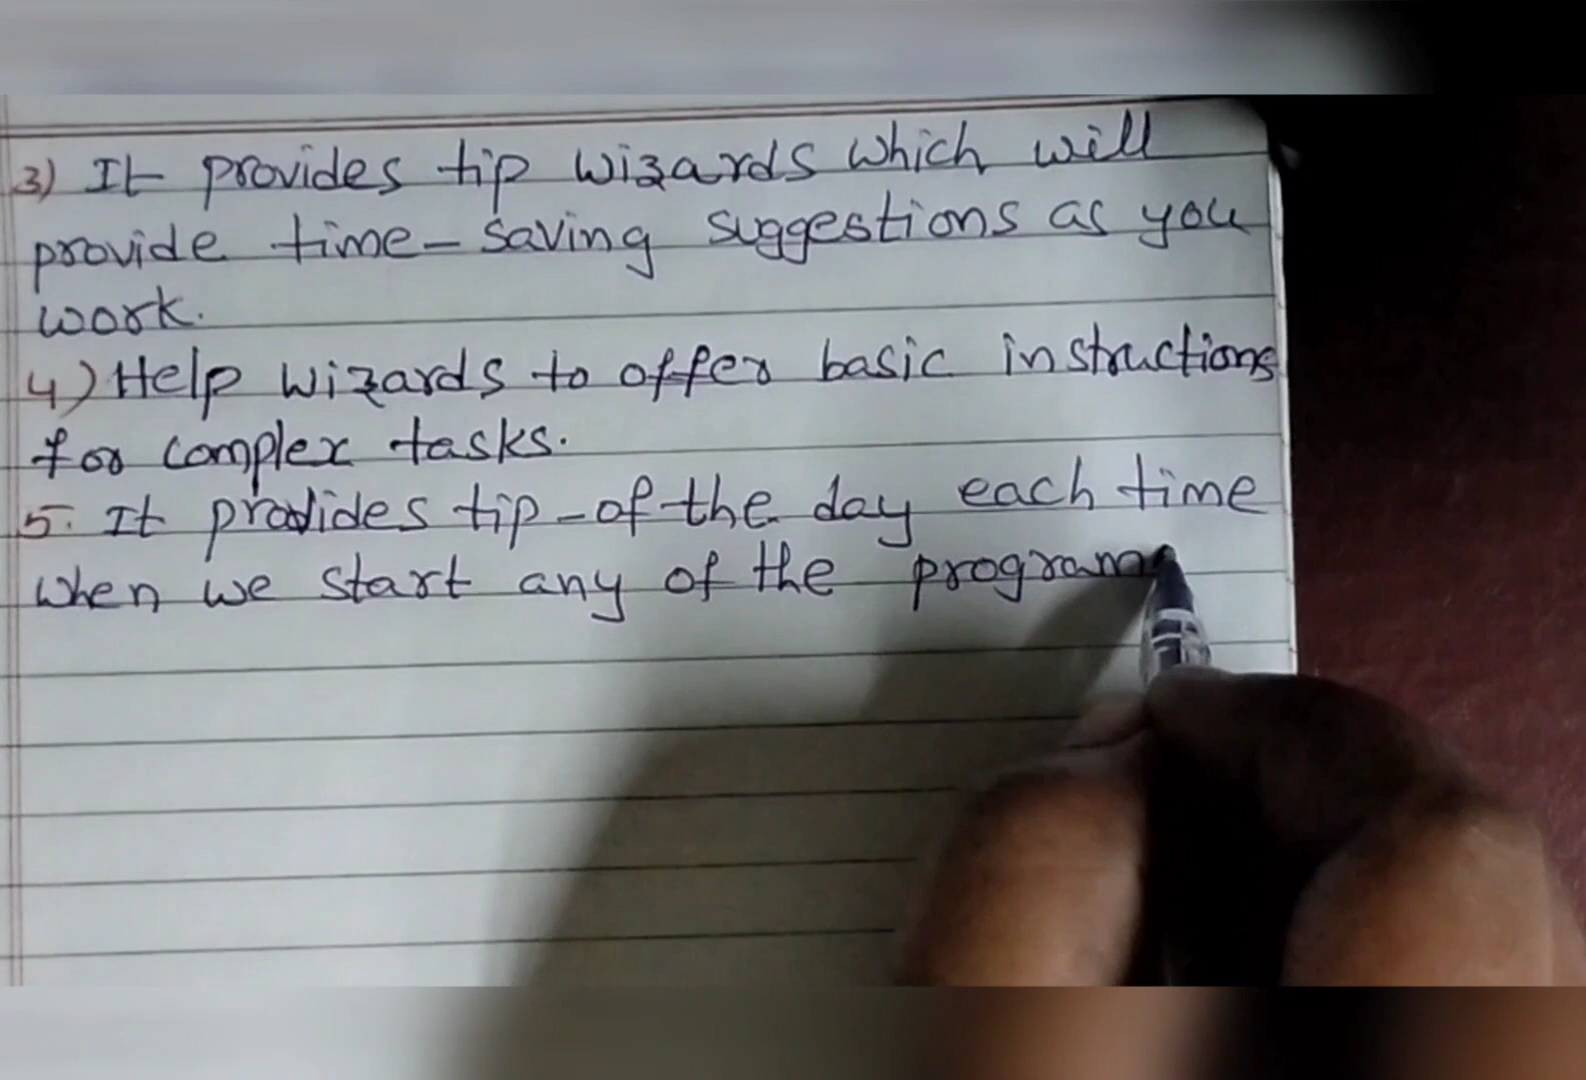 3) It provides tip wizards which will
provide time-saving suggestions as you
work.
4) Help wizards to offer basic instructions
for complex tasks.
5. It provides tip-of the day each time
when we start any of the programs